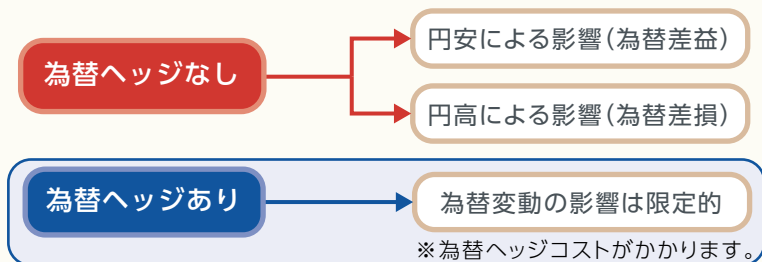 為替ヘッジなし
円安による影響（為替差益）
円高による影響（為替差損）
為替ヘッジあり
為替変動の影響は限定的
※為替ヘッジコストがかかります。